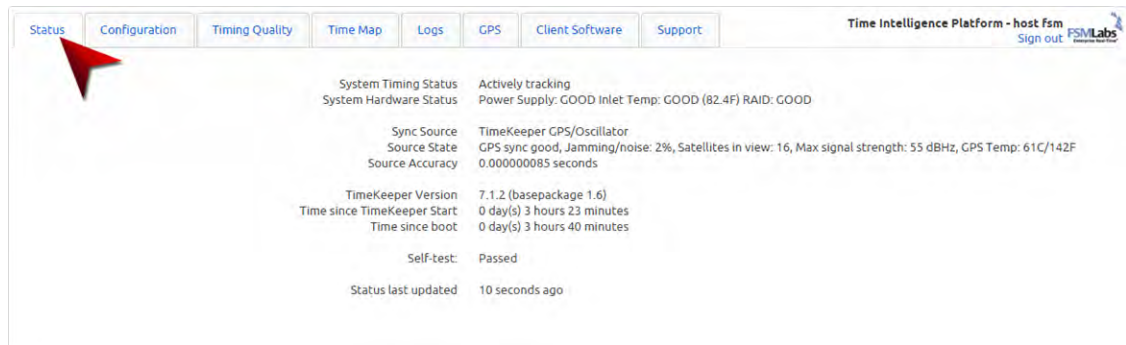 Status Configuration Timing Quality Time Map Logs GPS Client Software Support
Time Intelligence Platform - host fsm
Sign out
FSMLabs
System Timing Status Actively tracking
System Hardware Status Power Supply: GOOD Inlet Temp: GOOD (82.4F) RAID: GOOD
Sync Source TimeKeeper GPS/Oscillator
Source State GPS sync good, Jamming/noise: 2%, Satellites in view: 16, Max signal strength: 55 dBHz, GPS Temp: 61C/142F
Source Accuracy 0.000000085 seconds
TimeKeeper Version 7.1.2 (basepackage 1.6)
Time since TimeKeeper Start 0 day(s) 3 hours 23 minutes
Time since boot 0 day(s) 3 hours 40 minutes
Self-test: Passed
Status last updated 10 seconds ago